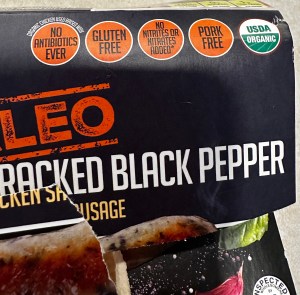 NO
ANTIBIOTICS
EVER
GLUTEN
FREE
NO
NITRITES OR
NITRATES
ADDED*
PORK
FREE
USDA
ORGANIC
LEO
RACKED BLACK PEPPER
CKEN SA USAGE
NSPECTED